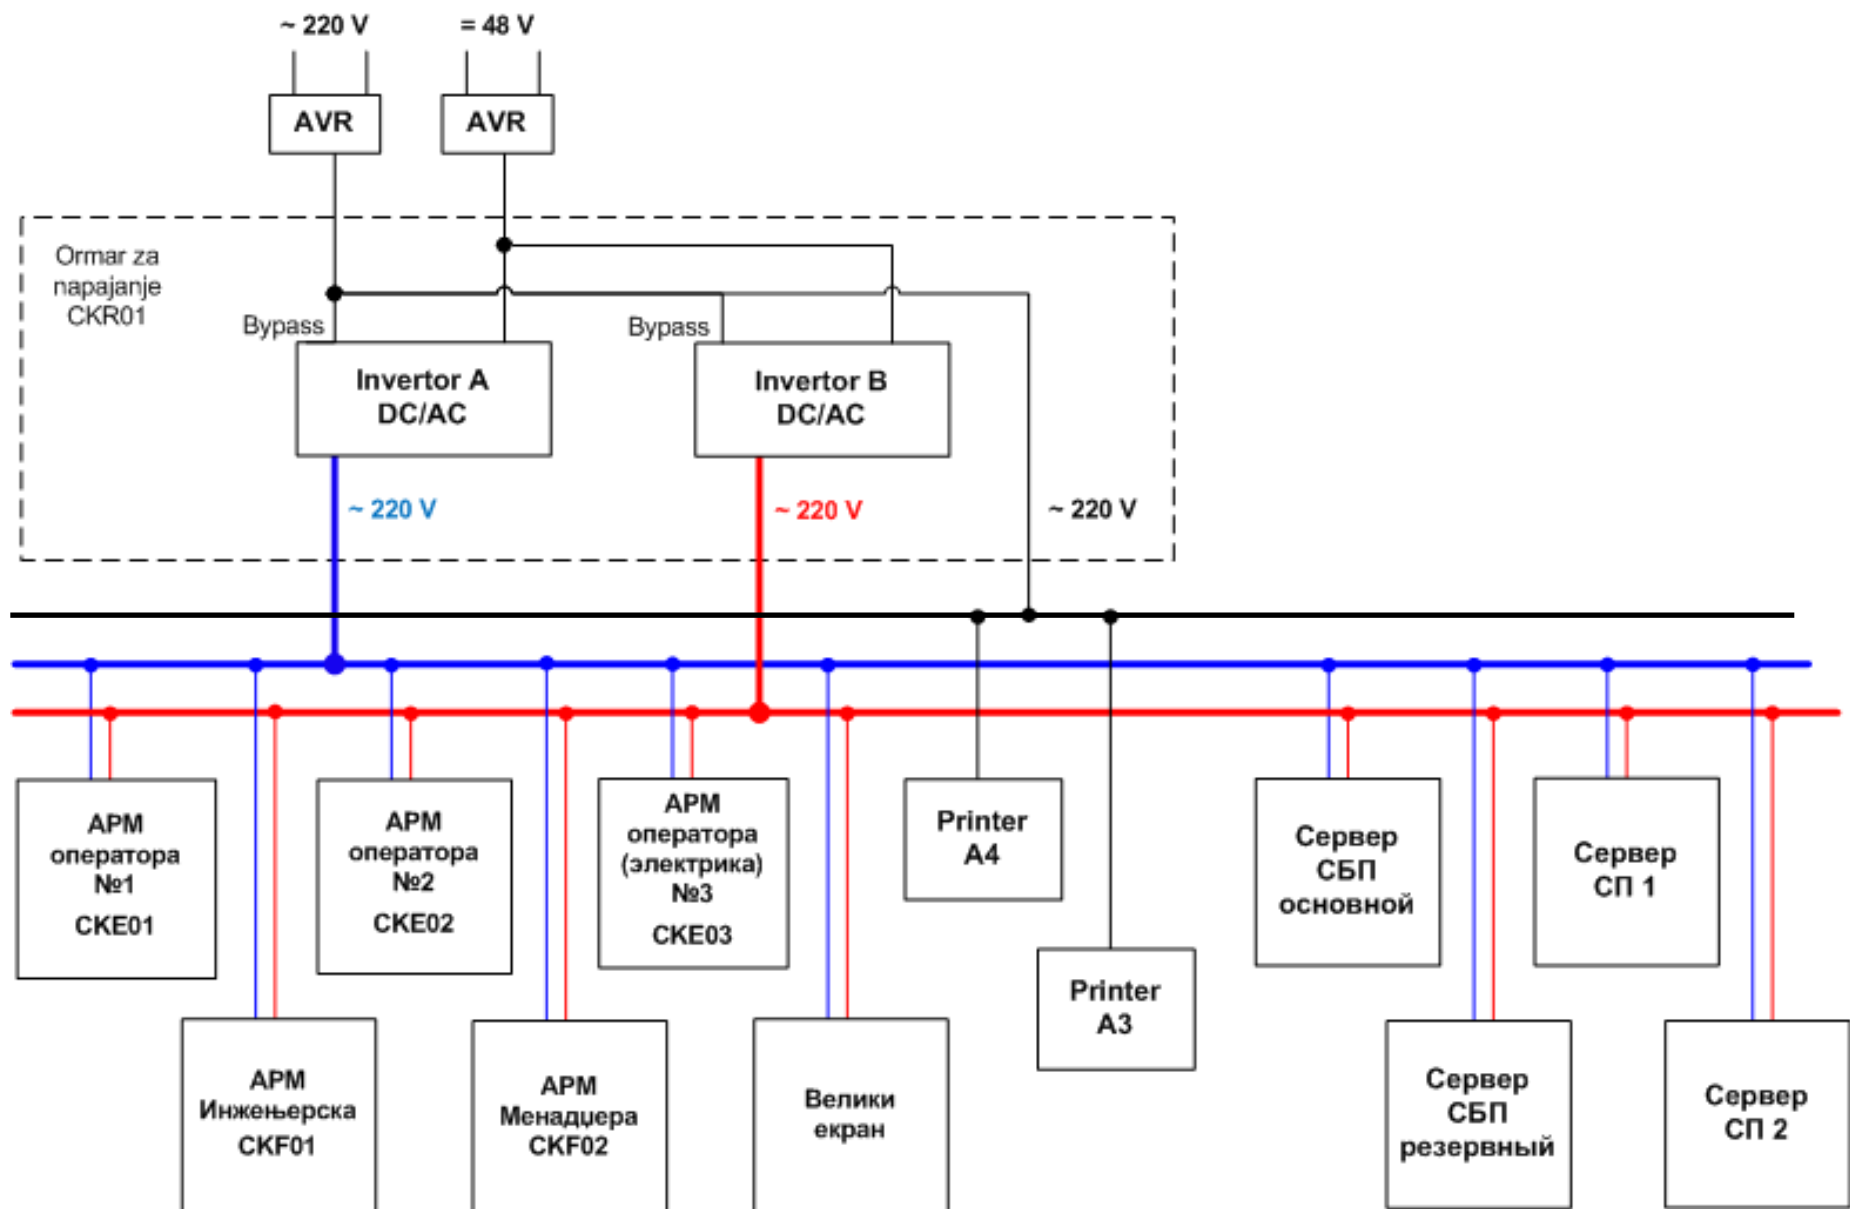 ~ 220 V
= 48 V
AVR
AVR
Ormar za
napajanje
CKR01
Bypass
Bypass
Invertor A
DC/AC
Invertor B
DC/AC
~ 220 V
~ 220 V
~ 220 V
АРМ
оператора
№1
CKE01
АРМ
оператора
№2
CKE02
АРМ
оператора
(электрика)
№3
CKE03
Printer
A4
Сервер
СБП
основной
Сервер
СП 1
Printer
A3
АРМ
Инжењерска
CKF01
АРМ
Менаџера
CKF02
Велики
екран
Сервер
СБП
резервный
Сервер
СП 2